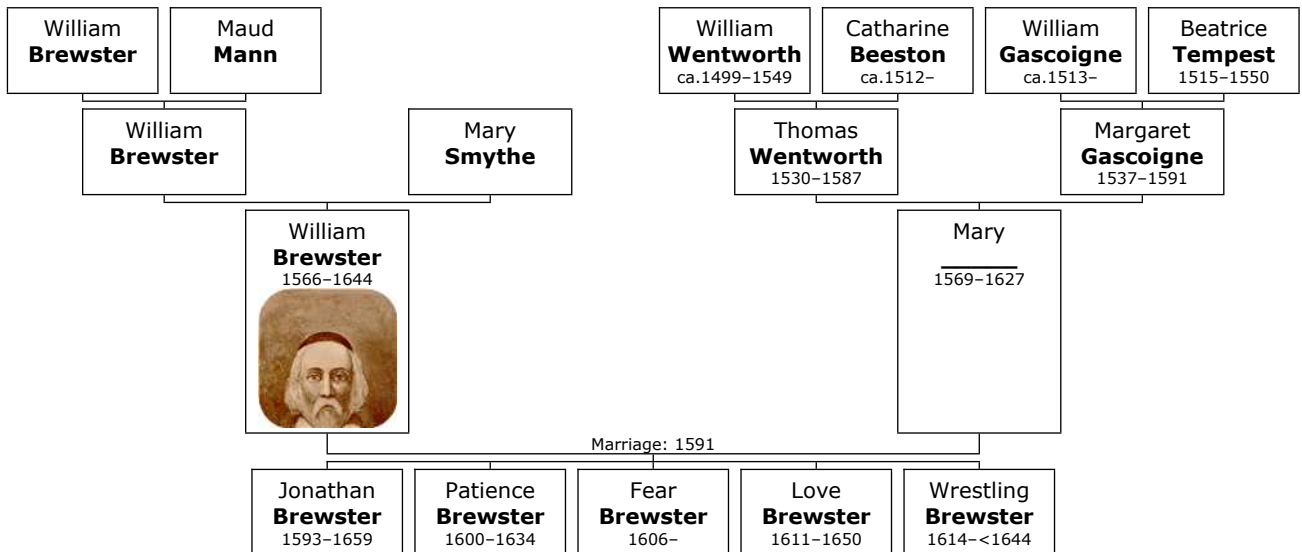 William
Brewster
Maud
Mann
William
Wentworth
ca.1499–1549
Catharine
Beeston
ca.1512–
William
Gascoigne
ca.1513–
Beatrice
Tempest
1515–1550
William
Brewster
Mary
Smythe
Thomas
Wentworth
1530–1587
Margaret
Gascoigne
1537–1591
William
Brewster
1566–1644
Mary
1569–1627
Marriage: 1591
Jonathan
Brewster
1593–1659
Patience
Brewster
1600–1634
Fear
Brewster
1606–
Love
Brewster
1611–1650
Wrestling
Brewster
1614–<1644